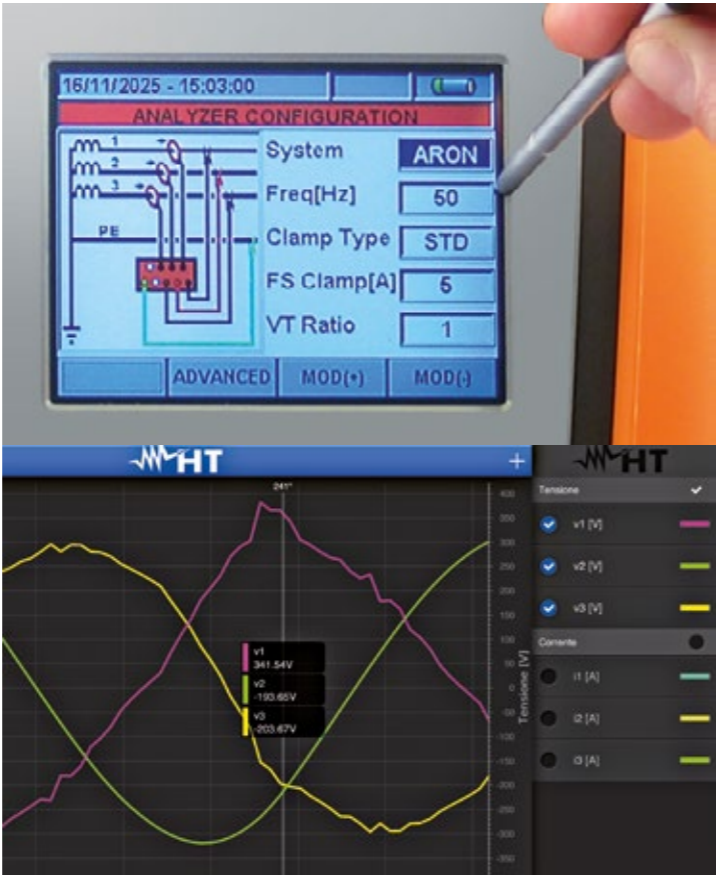 16/11/2025 - 15:03:00
ANALYZER CONFIGURATION
1
2
3
PE
System ARON
Freq[Hz] 50
Clamp Type STD
FS Clamp[A] 5
VT Ratio 1
ADVANCED MOD(+) MOD(-)
HT
+
HT
241°
Tensione
v1 [V]
v2 [V]
v3 [V]
Corrente
i1 [A]
i2 [A]
i3 [A]
v1
341.54V
v2
-193.65V
v3
-203.67V
Tensione [V]
400
350
300
250
200
150
100
50
0
-50
-100
-150
-200
-250
-300
-350